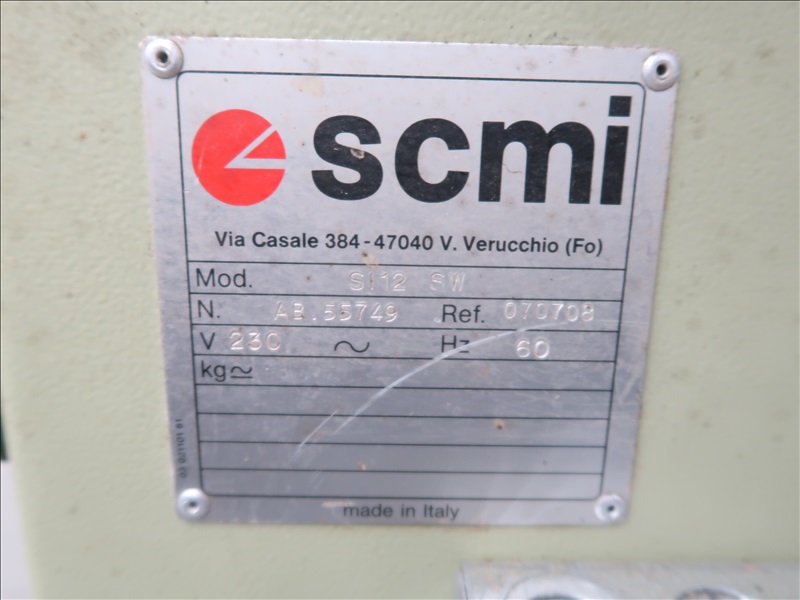 scmi
Via Casale 384-47040 V. Verucchio (Fo)
Mod. SI12 SW
N. AB.55749 Ref. 070708
V 230 ~ Hz 60
kg≃
made in Italy